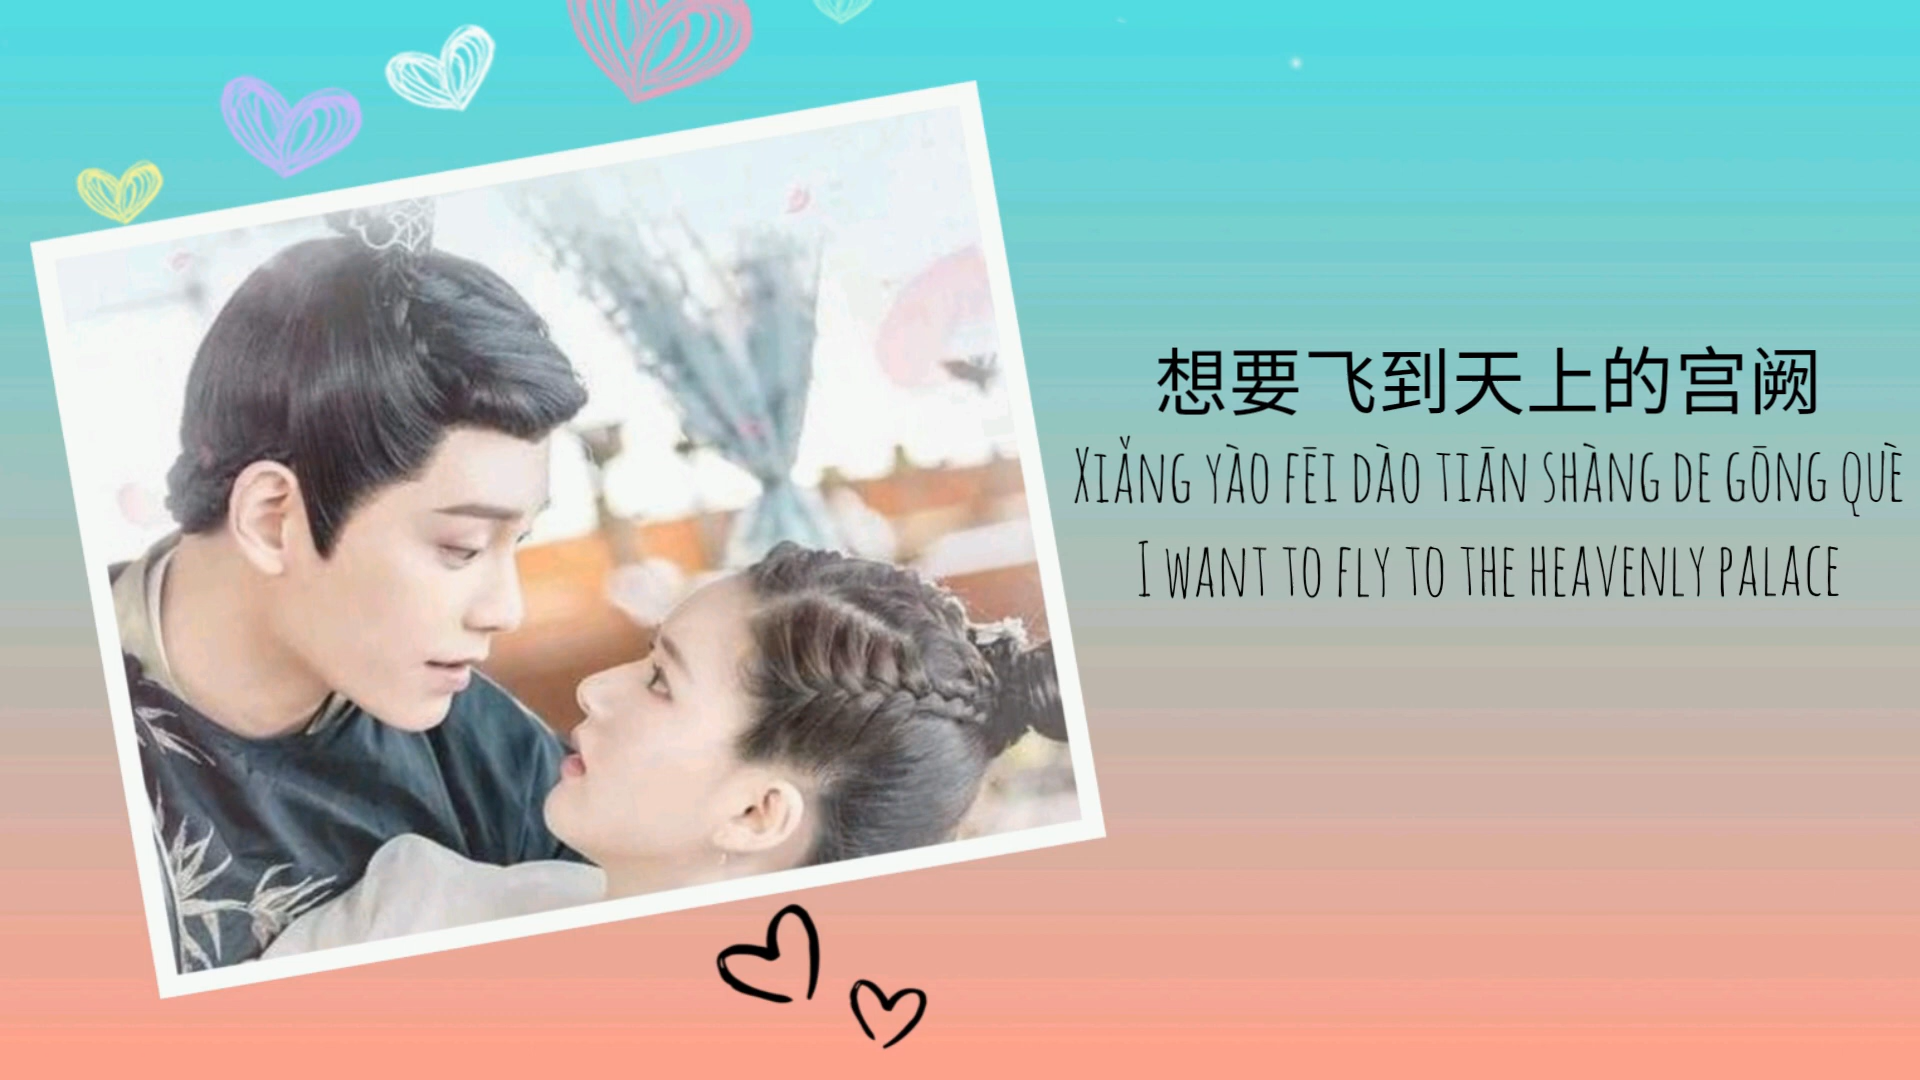 想要飞到天上的宫阙
Xiǎng yào fēi dào tiān shàng de gōng què
I want to fly to the heavenly palace